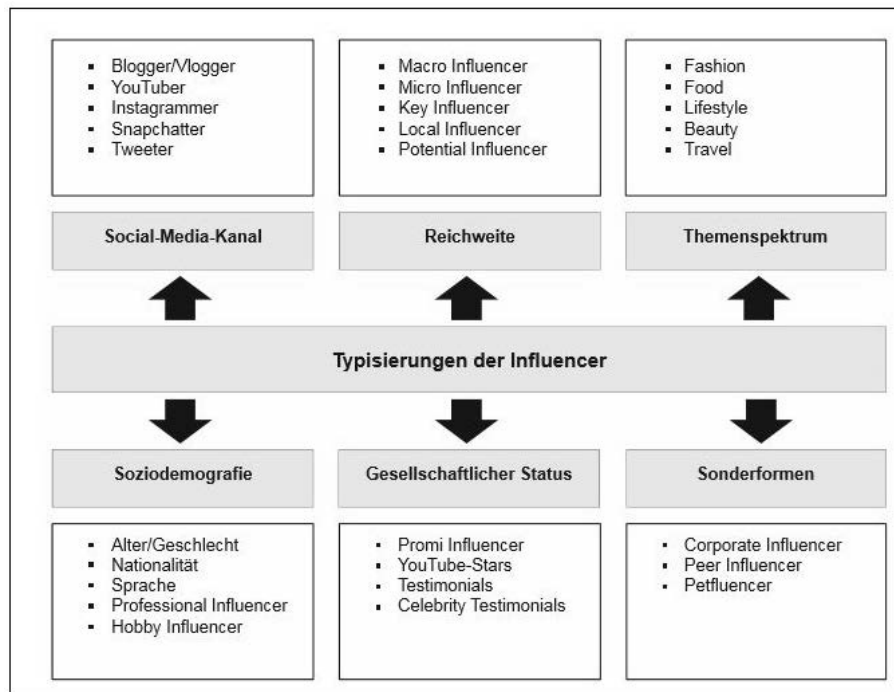 ▪ Blogger/Vlogger
▪ YouTuber
▪ Instagrammer
▪ Snapchatter
▪ Tweeter
▪ Macro Influencer
▪ Micro Influencer
▪ Key Influencer
▪ Local Influencer
▪ Potential Influencer
▪ Fashion
▪ Food
▪ Lifestyle
▪ Beauty
▪ Travel
Social-Media-Kanal
Reichweite
Themenspektrum
Typisierungen der Influencer
Soziodemografie
Gesellschaftlicher Status
Sonderformen
▪ Alter/Geschlecht
▪ Nationalität
▪ Sprache
▪ Professional Influencer
▪ Hobby Influencer
▪ Promi Influencer
▪ YouTube-Stars
▪ Testimonials
▪ Celebrity Testimonials
▪ Corporate Influencer
▪ Peer Influencer
▪ Petfluencer